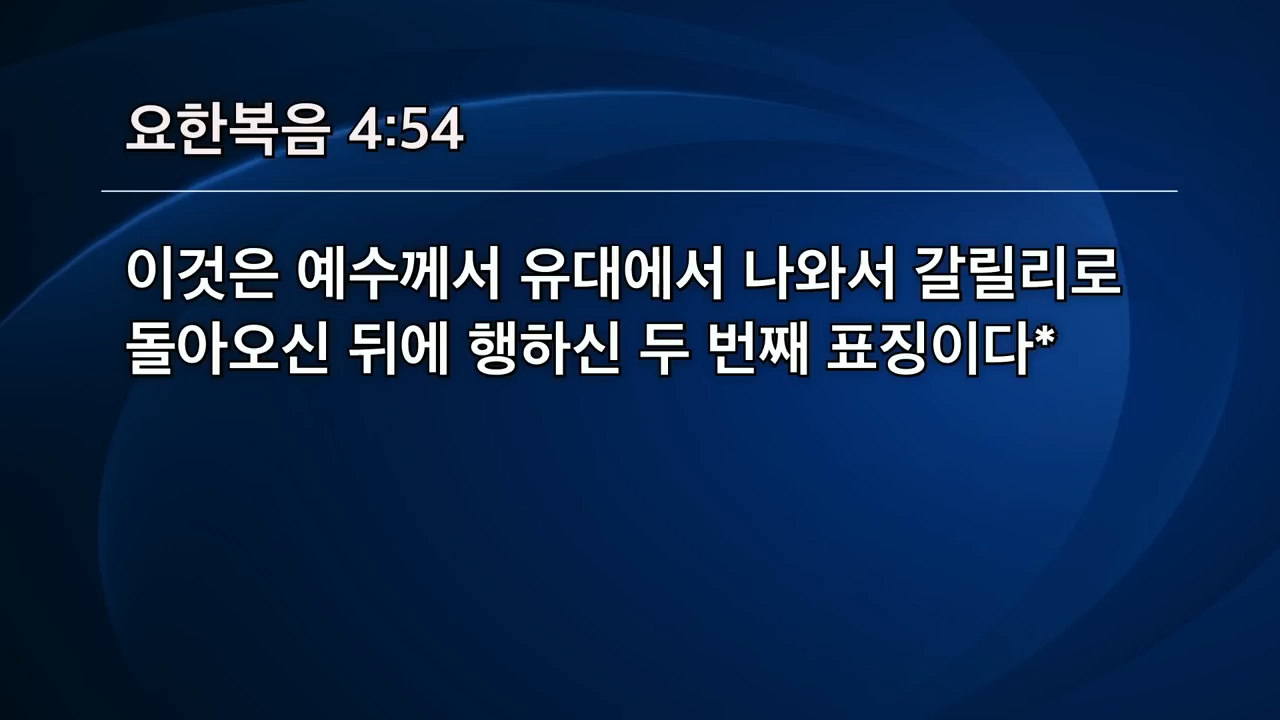 요한복음 4:54
이것은 예수께서 유대에서 나와서 갈릴리로
돌아오신 뒤에 행하신 두 번째 표징이다*